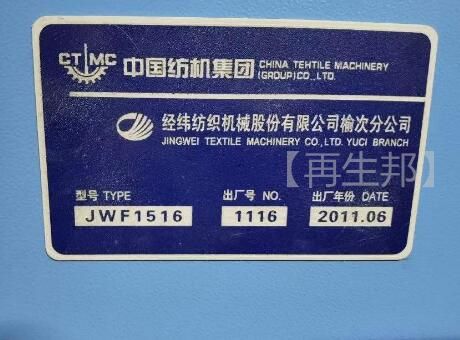 CTMC 中国纺机集团 CHINA TEHTILE MACHINERY
(GROUP)CO.,LTD.
经纬纺织机械股份有限公司榆次分公司
JINGWEI TEXTILE MACHINERY CO.,LTD. YUCI BRANCH
【再生邦】
型号 TYPE 出厂号 NO. 出厂年份 DATE
JWF1516 1116 2011.06